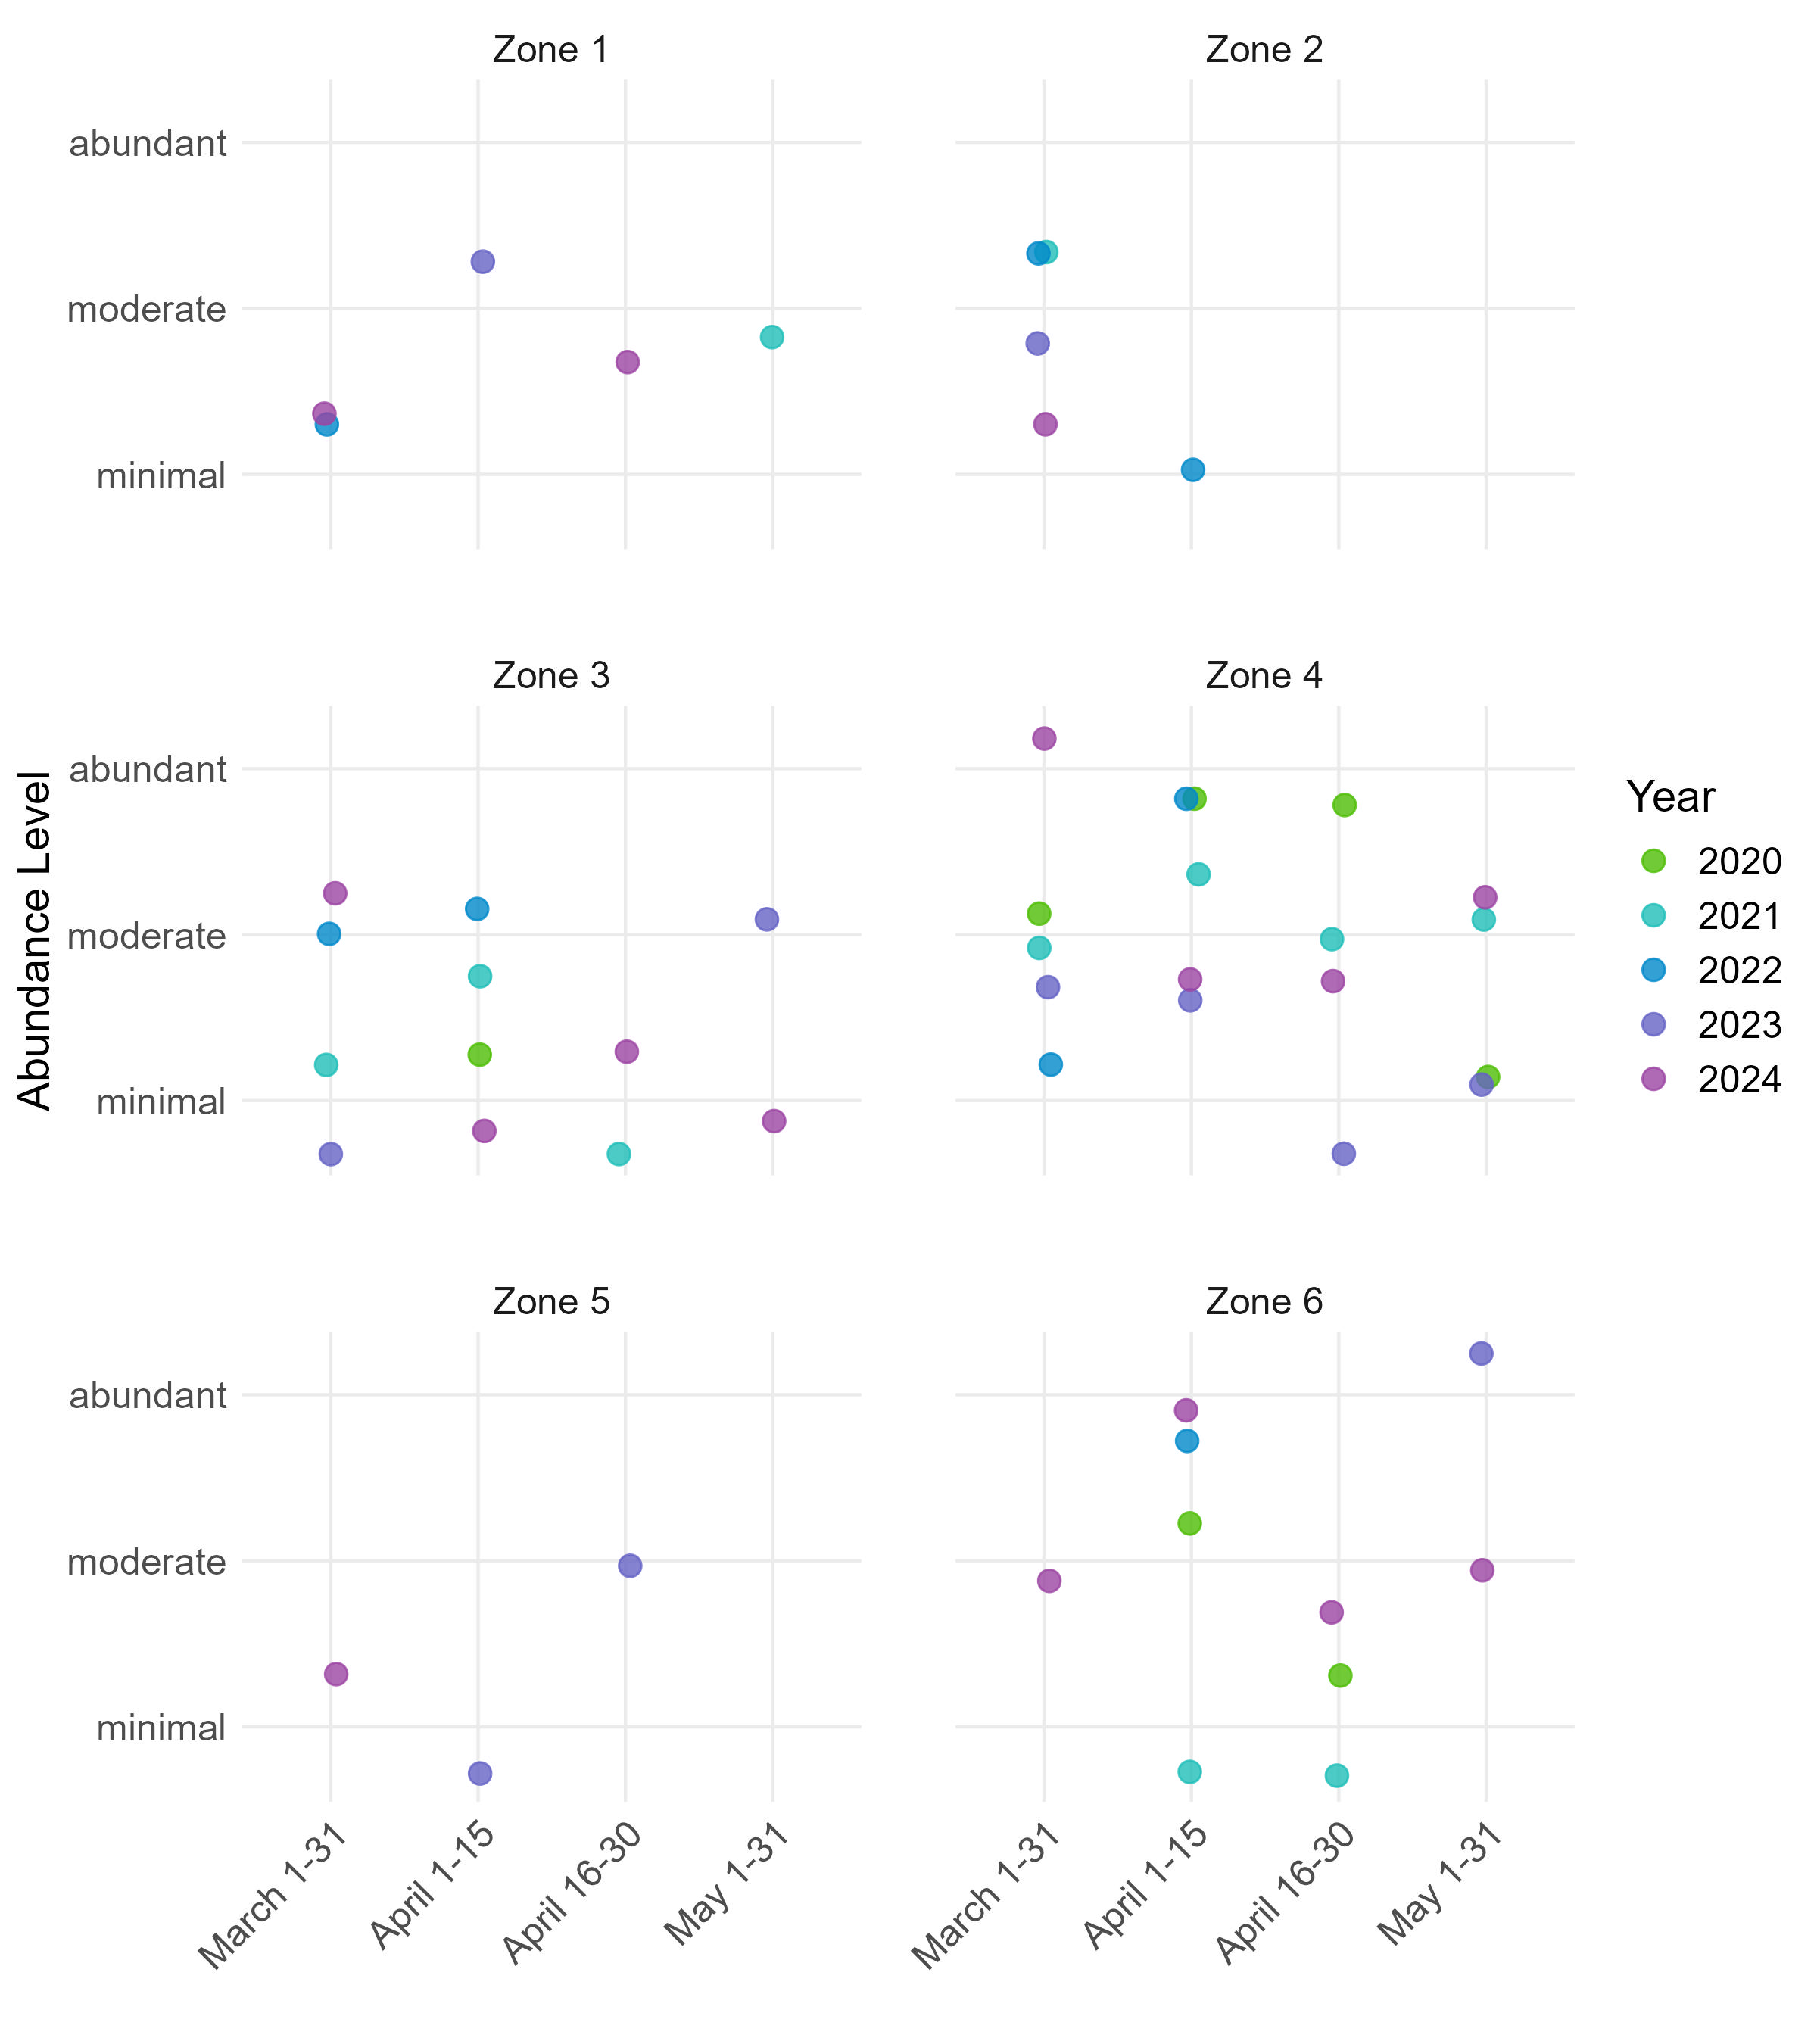 Zone 1
Zone 2
abundant
moderate
minimal
Zone 3
Zone 4
Abundance Level
abundant
moderate
minimal
Year
2020
2021
2022
2023
2024
Zone 5
Zone 6
abundant
moderate
minimal
March 1-31
April 1-15
April 16-30
May 1-31
March 1-31
April 1-15
April 16-30
May 1-31